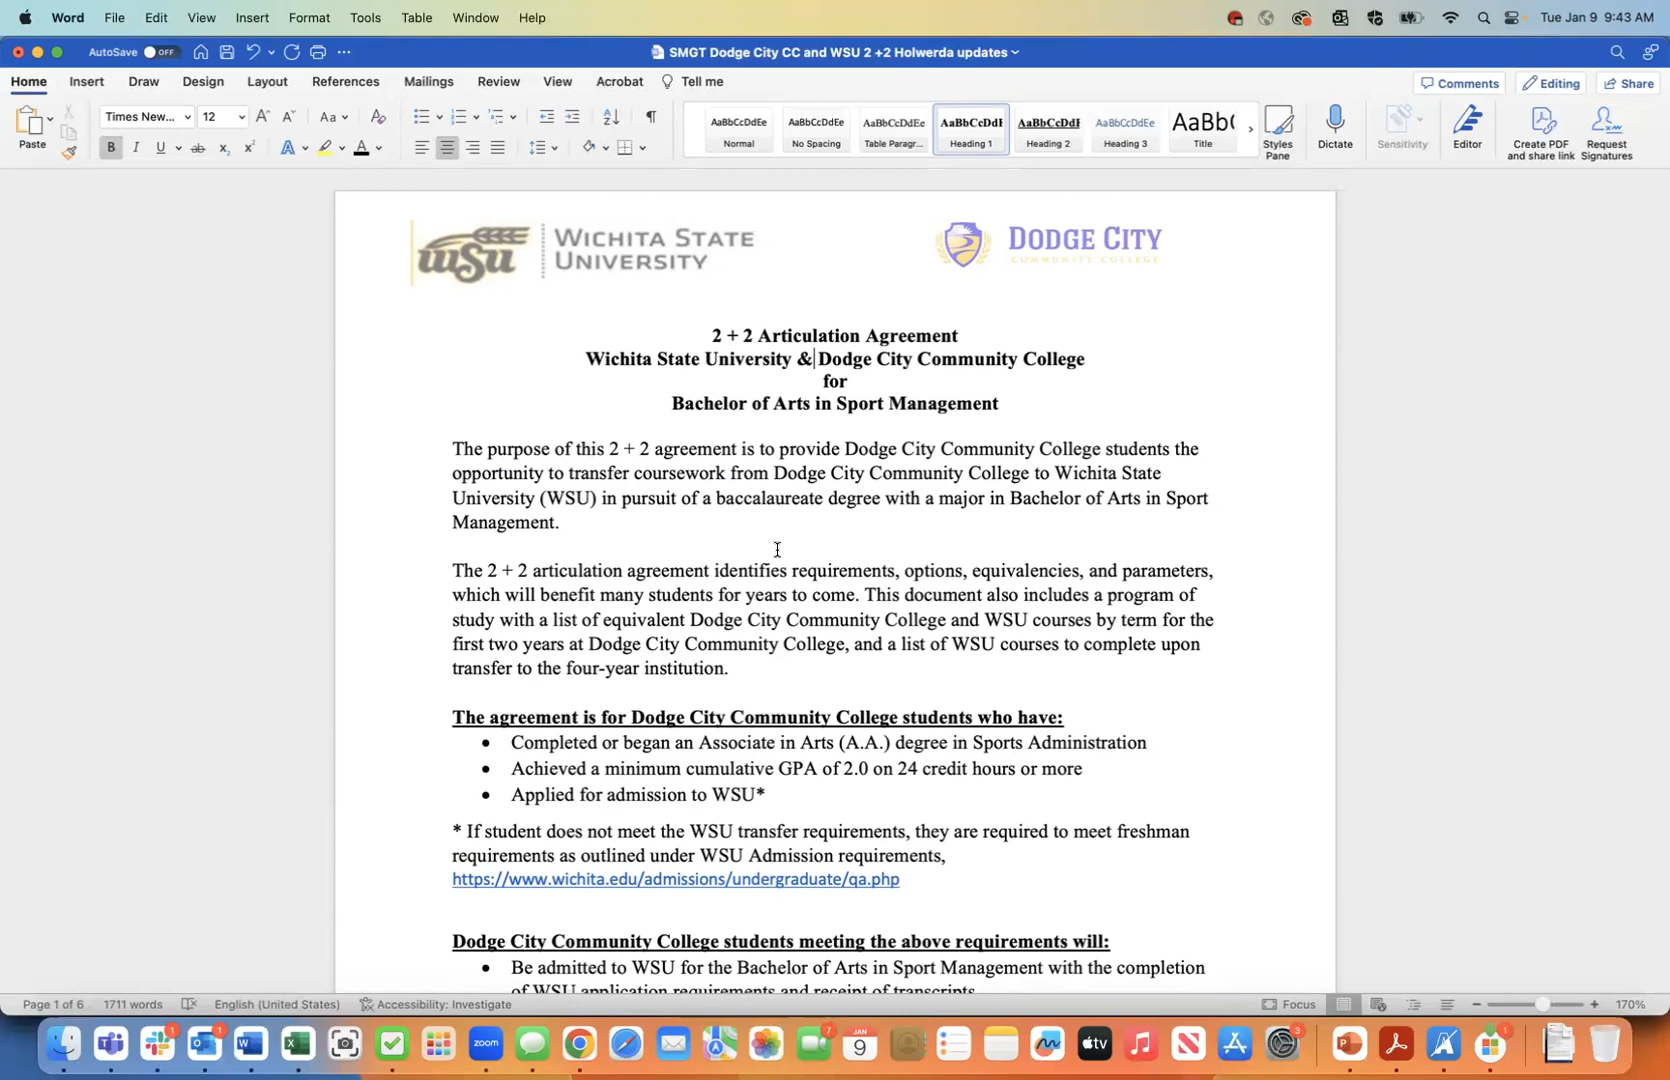 Word File Edit View Insert Format Tools Table Window Help Tue Jan 9 9:43 AM
AutoSave OFF SMGT Dodge City CC and WSU 2 +2 Holwerda updates
Home Insert Draw Design Layout References Mailings Review View Acrobat Tell me Comments Editing Share
Paste
Times New... 12
AaBbCcDdEe Normal
AaBbCcDdEe No Spacing
AaBbCcDdEe Table Paragr...
AaBbCcDdE Heading 1
AaBbCcDdE Heading 2
AaBbCcDdEe Heading 3
AaBb( Title
Styles Pane
Dictate
Sensitivity
Editor
Create PDF and share link
Request Signatures
WSU WICHITA STATE UNIVERSITY
DODGE CITY
COMMUNITY COLLEGE
2 + 2 Articulation Agreement
Wichita State University & Dodge City Community College
for
Bachelor of Arts in Sport Management
The purpose of this 2 + 2 agreement is to provide Dodge City Community College students the
opportunity to transfer coursework from Dodge City Community College to Wichita State
University (WSU) in pursuit of a baccalaureate degree with a major in Bachelor of Arts in Sport
Management.
The 2 + 2 articulation agreement identifies requirements, options, equivalencies, and parameters,
which will benefit many students for years to come. This document also includes a program of
study with a list of equivalent Dodge City Community College and WSU courses by term for the
first two years at Dodge City Community College, and a list of WSU courses to complete upon
transfer to the four-year institution.
The agreement is for Dodge City Community College students who have:
• Completed or began an Associate in Arts (A.A.) degree in Sports Administration
• Achieved a minimum cumulative GPA of 2.0 on 24 credit hours or more
• Applied for admission to WSU*
* If student does not meet the WSU transfer requirements, they are required to meet freshman
requirements as outlined under WSU Admission requirements,
https://www.wichita.edu/admissions/undergraduate/qa.php
Dodge City Community College students meeting the above requirements will:
• Be admitted to WSU for the Bachelor of Arts in Sport Management with the completion
of WSU application requirements and receipt of transcripts
Page 1 of 6 1711 words English (United States) Accessibility: Investigate Focus 170%
zoom
JAN
9
tv